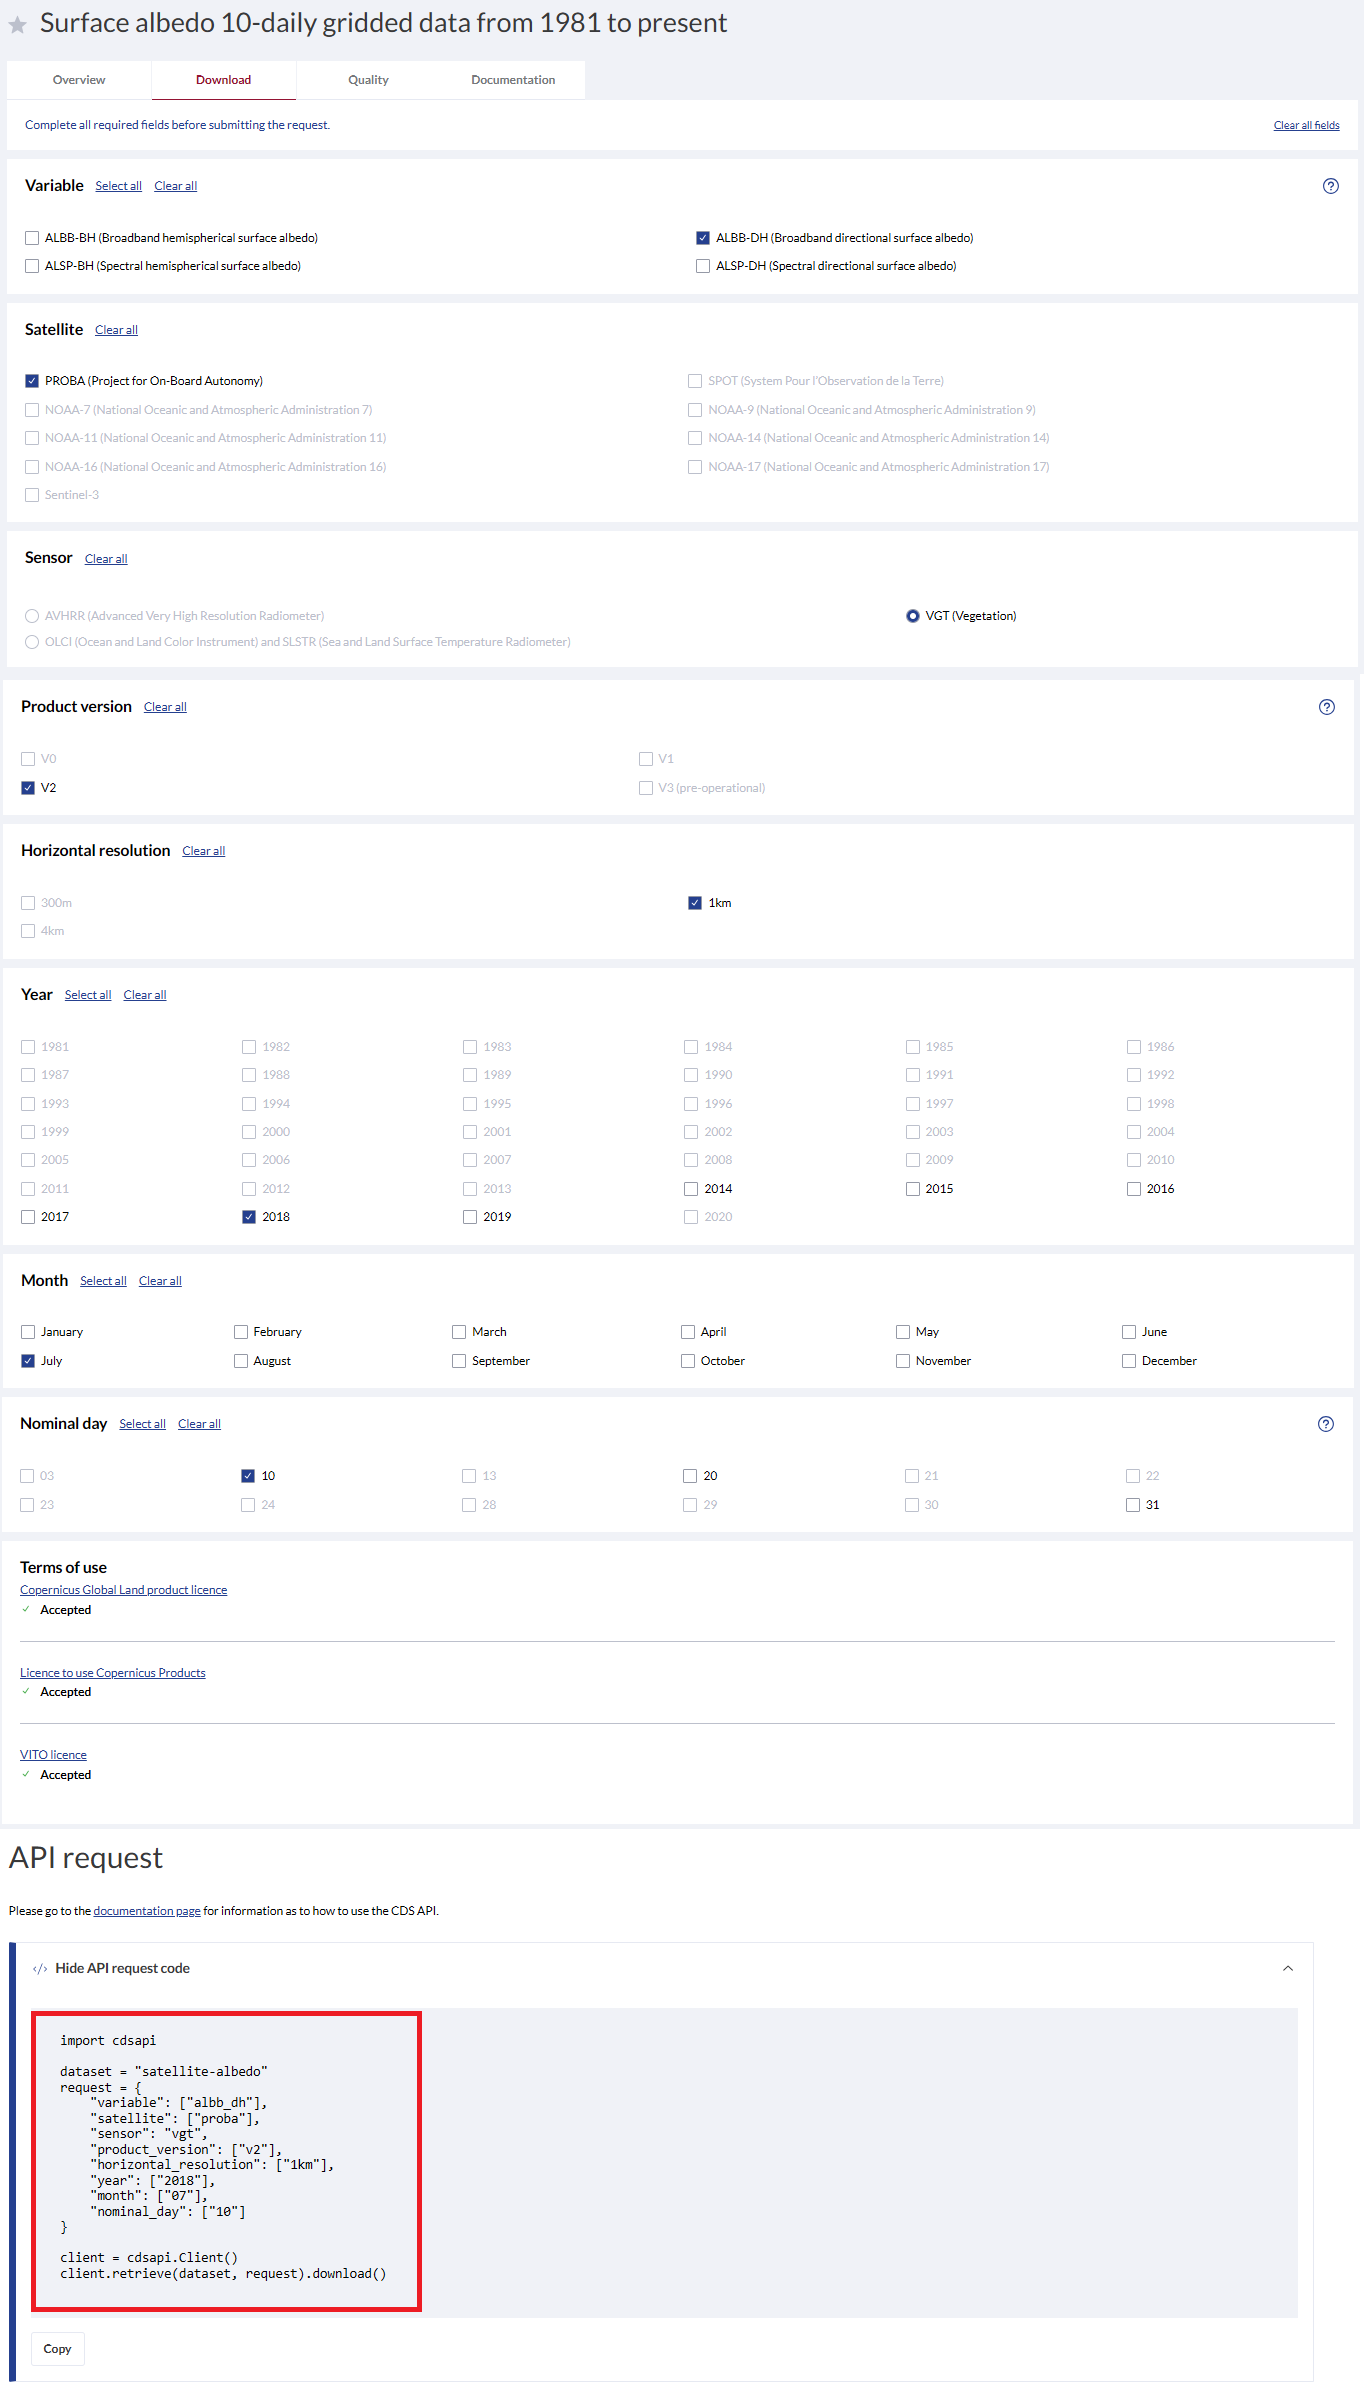 Surface albedo 10-daily gridded data from 1981 to present
Overview Download Quality Documentation
Complete all required fields before submitting the request. Clear all fields
Variable Select all Clear all ?
ALBB-BH (Broadband hemispherical surface albedo) ALBB-DH (Broadband directional surface albedo)
ALSP-BH (Spectral hemispherical surface albedo) ALSP-DH (Spectral directional surface albedo)
Satellite Clear all
PROBA (Project for On-Board Autonomy) SPOT (System Pour l'Observation de la Terre)
NOAA-7 (National Oceanic and Atmospheric Administration 7) NOAA-9 (National Oceanic and Atmospheric Administration 9)
NOAA-11 (National Oceanic and Atmospheric Administration 11) NOAA-14 (National Oceanic and Atmospheric Administration 14)
NOAA-16 (National Oceanic and Atmospheric Administration 16) NOAA-17 (National Oceanic and Atmospheric Administration 17)
Sentinel-3
Sensor Clear all
AVHRR (Advanced Very High Resolution Radiometer) VGT (Vegetation)
OLCI (Ocean and Land Color Instrument) and SLSTR (Sea and Land Surface Temperature Radiometer)
Product version Clear all ?
V0 V1
V2 V3 (pre-operational)
Horizontal resolution Clear all
300m 1km
4km
Year Select all Clear all
1981 1982 1983 1984 1985 1986
1987 1988 1989 1990 1991 1992
1993 1994 1995 1996 1997 1998
1999 2000 2001 2002 2003 2004
2005 2006 2007 2008 2009 2010
2011 2012 2013 2014 2015 2016
2017 2018 2019 2020
Month Select all Clear all
January February March April May June
July August September October November December
Nominal day Select all Clear all ?
03 10 13 20 21 22
23 24 28 29 30 31
Terms of use
Copernicus Global Land product licence
Accepted
Licence to use Copernicus Products
Accepted
VITO licence
Accepted
API request
Please go to the documentation page for information as to how to use the CDS API.
</> Hide API request code
import cdsapi
dataset = "satellite-albedo"
request = {
"variable": ["albb_dh"],
"satellite": ["proba"],
"sensor": "vgt",
"product_version": ["v2"],
"horizontal_resolution": ["1km"],
"year": ["2018"],
"month": ["07"],
"nominal_day": ["10"]
}
client = cdsapi.Client()
client.retrieve(dataset, request).download()
Copy